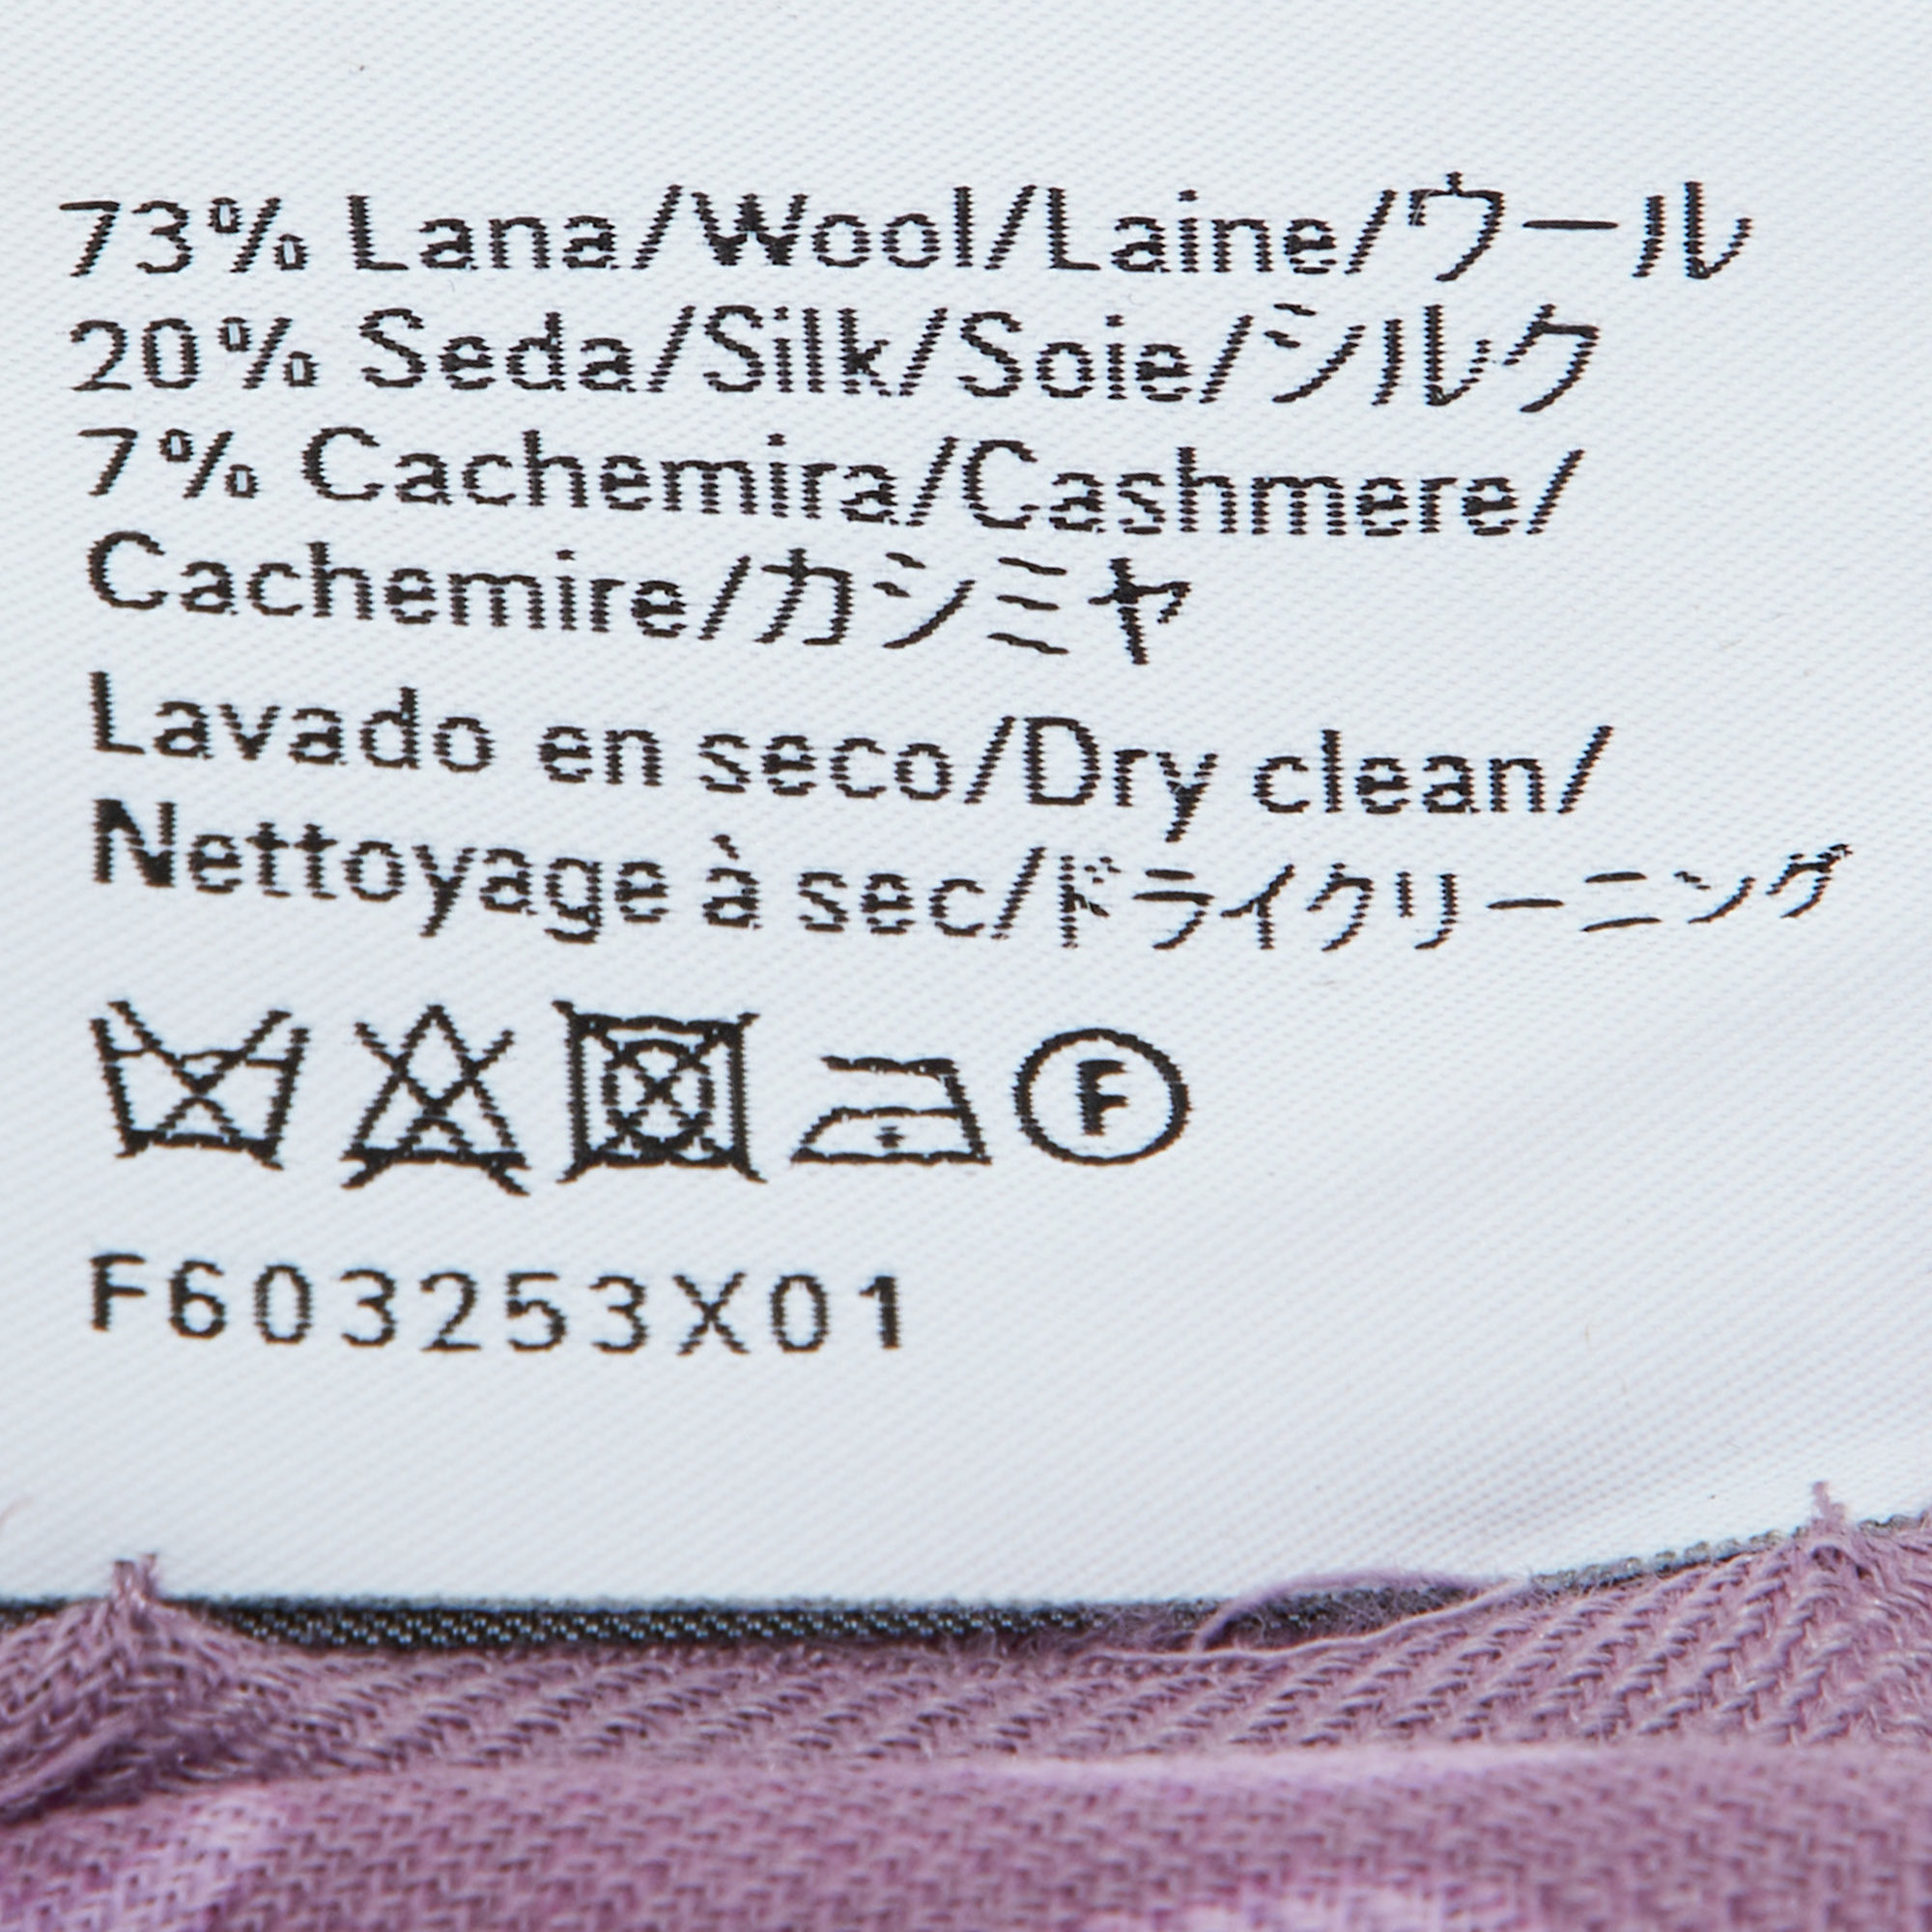 73% Lana/Wool/Laine/ウール
20% Seda/Silk/Soie/シルク
7% Cachemira/Cashmere/
Cachemire/カシミヤ
Lavado en seco/Dry clean/
Nettoyage à sec/ドライクリーニング
F
F603253X01